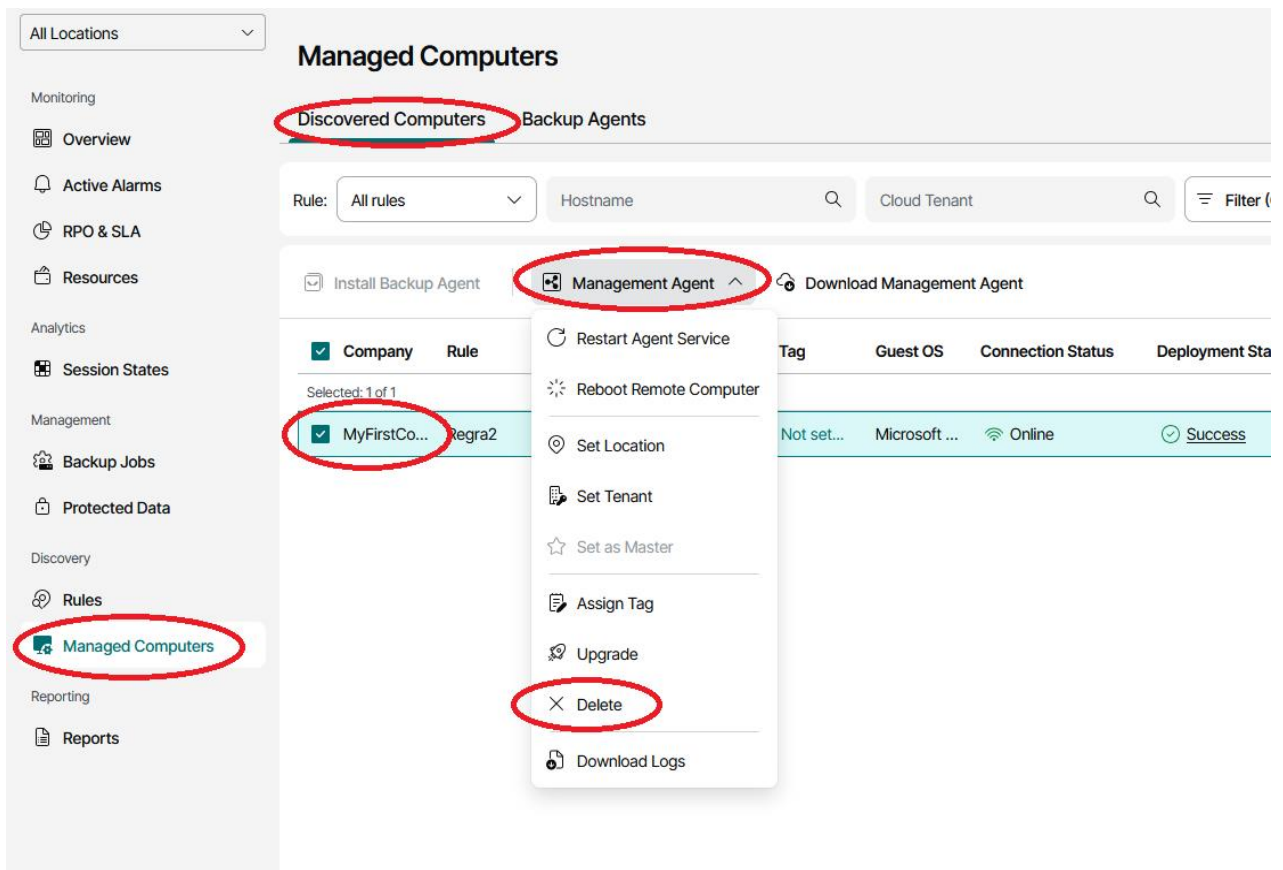 All Locations
Managed Computers
Monitoring
Overview
Active Alarms
RPO & SLA
Resources
Analytics
Session States
Management
Backup Jobs
Protected Data
Discovery
Rules
Managed Computers
Reporting
Reports
Discovered Computers Backup Agents
Rule: All rules Hostname Cloud Tenant Filter (
Install Backup Agent Management Agent Download Management Agent
Company Rule Tag Guest OS Connection Status Deployment Sta
Selected: 1 of 1
MyFirstCo... Regra2 Not set... Microsoft ... Online Success
Restart Agent Service
Reboot Remote Computer
Set Location
Set Tenant
Set as Master
Assign Tag
Upgrade
Delete
Download Logs